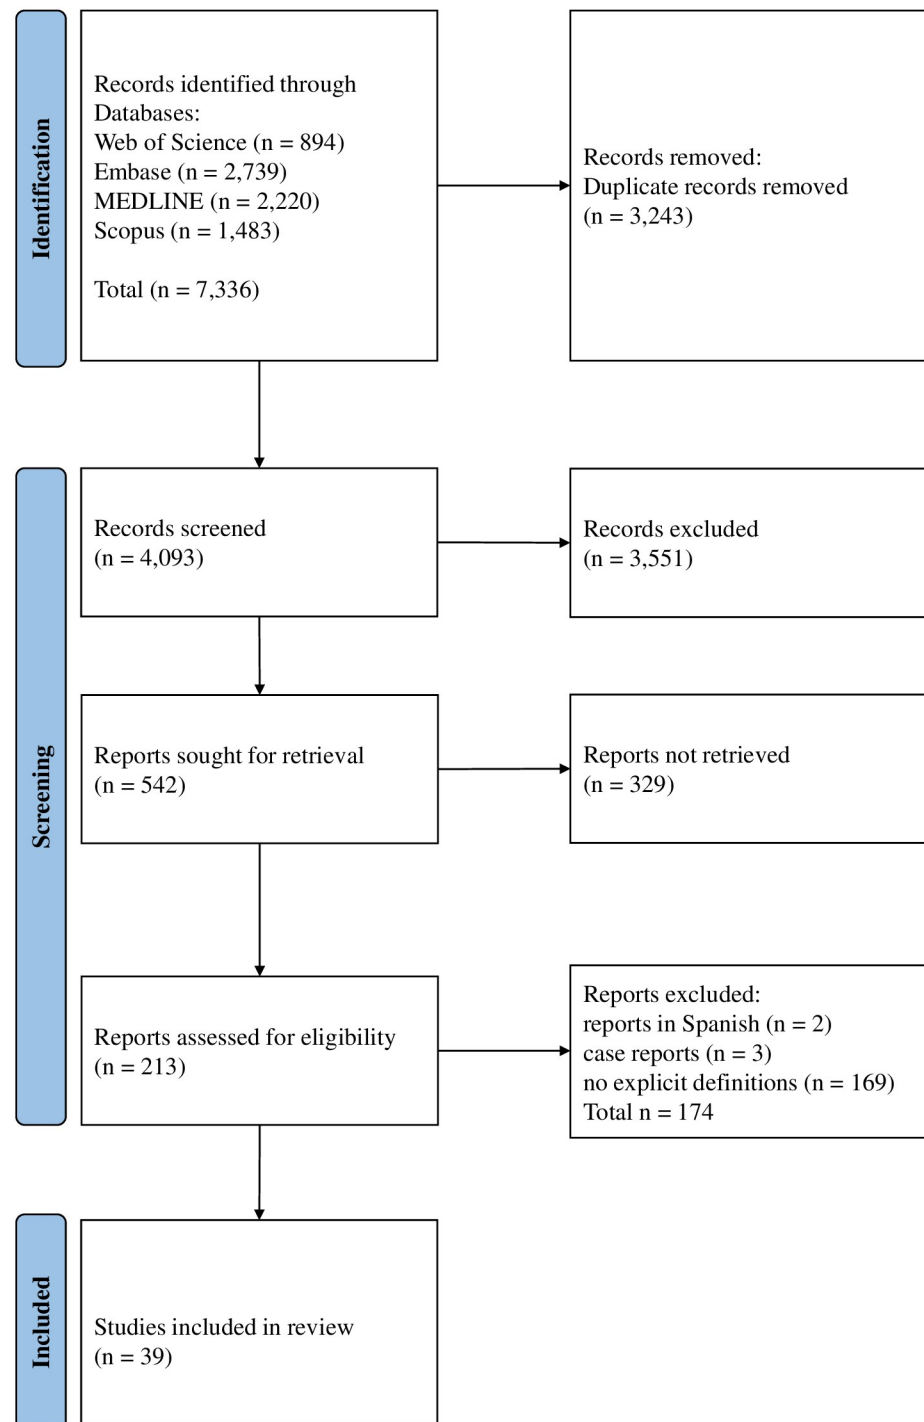 Identification
Records identified through
Databases:
Web of Science (n = 894)
Embase (n = 2,739)
MEDLINE (n = 2,220)
Scopus (n = 1,483)
Total (n = 7,336)
Records removed:
Duplicate records removed
(n = 3,243)
Screening
Records screened
(n = 4,093)
Records excluded
(n = 3,551)
Reports sought for retrieval
(n = 542)
Reports not retrieved
(n = 329)
Reports assessed for eligibility
(n = 213)
Reports excluded:
reports in Spanish (n = 2)
case reports (n = 3)
no explicit definitions (n = 169)
Total n = 174
Included
Studies included in review
(n = 39)